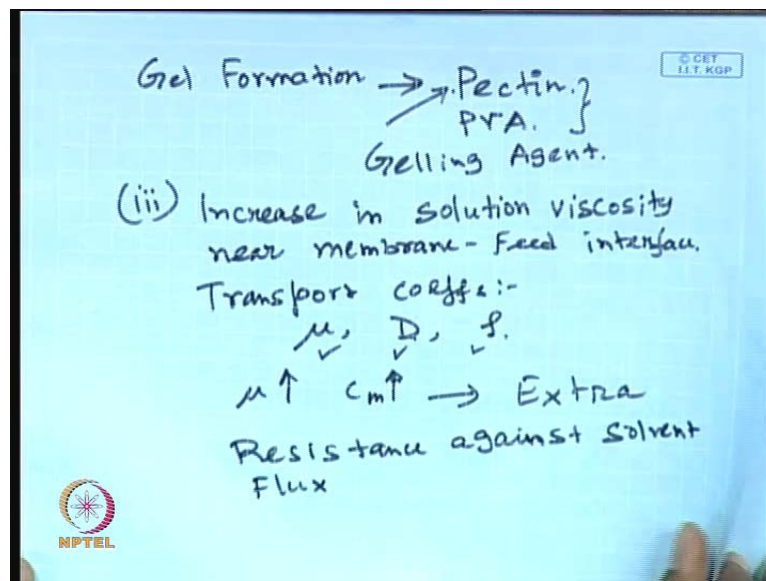 © CET
I.I.T. KGP
Gel Formation → Pectin.
PVA.
Gelling Agent.
(iii) Increase in solution viscosity
near membrane - Feed interface.
Transport coeffs :-
μ, D, ρ.
μ↑ cm↑ → Extra
Resistance against solvent
Flux
NPTEL